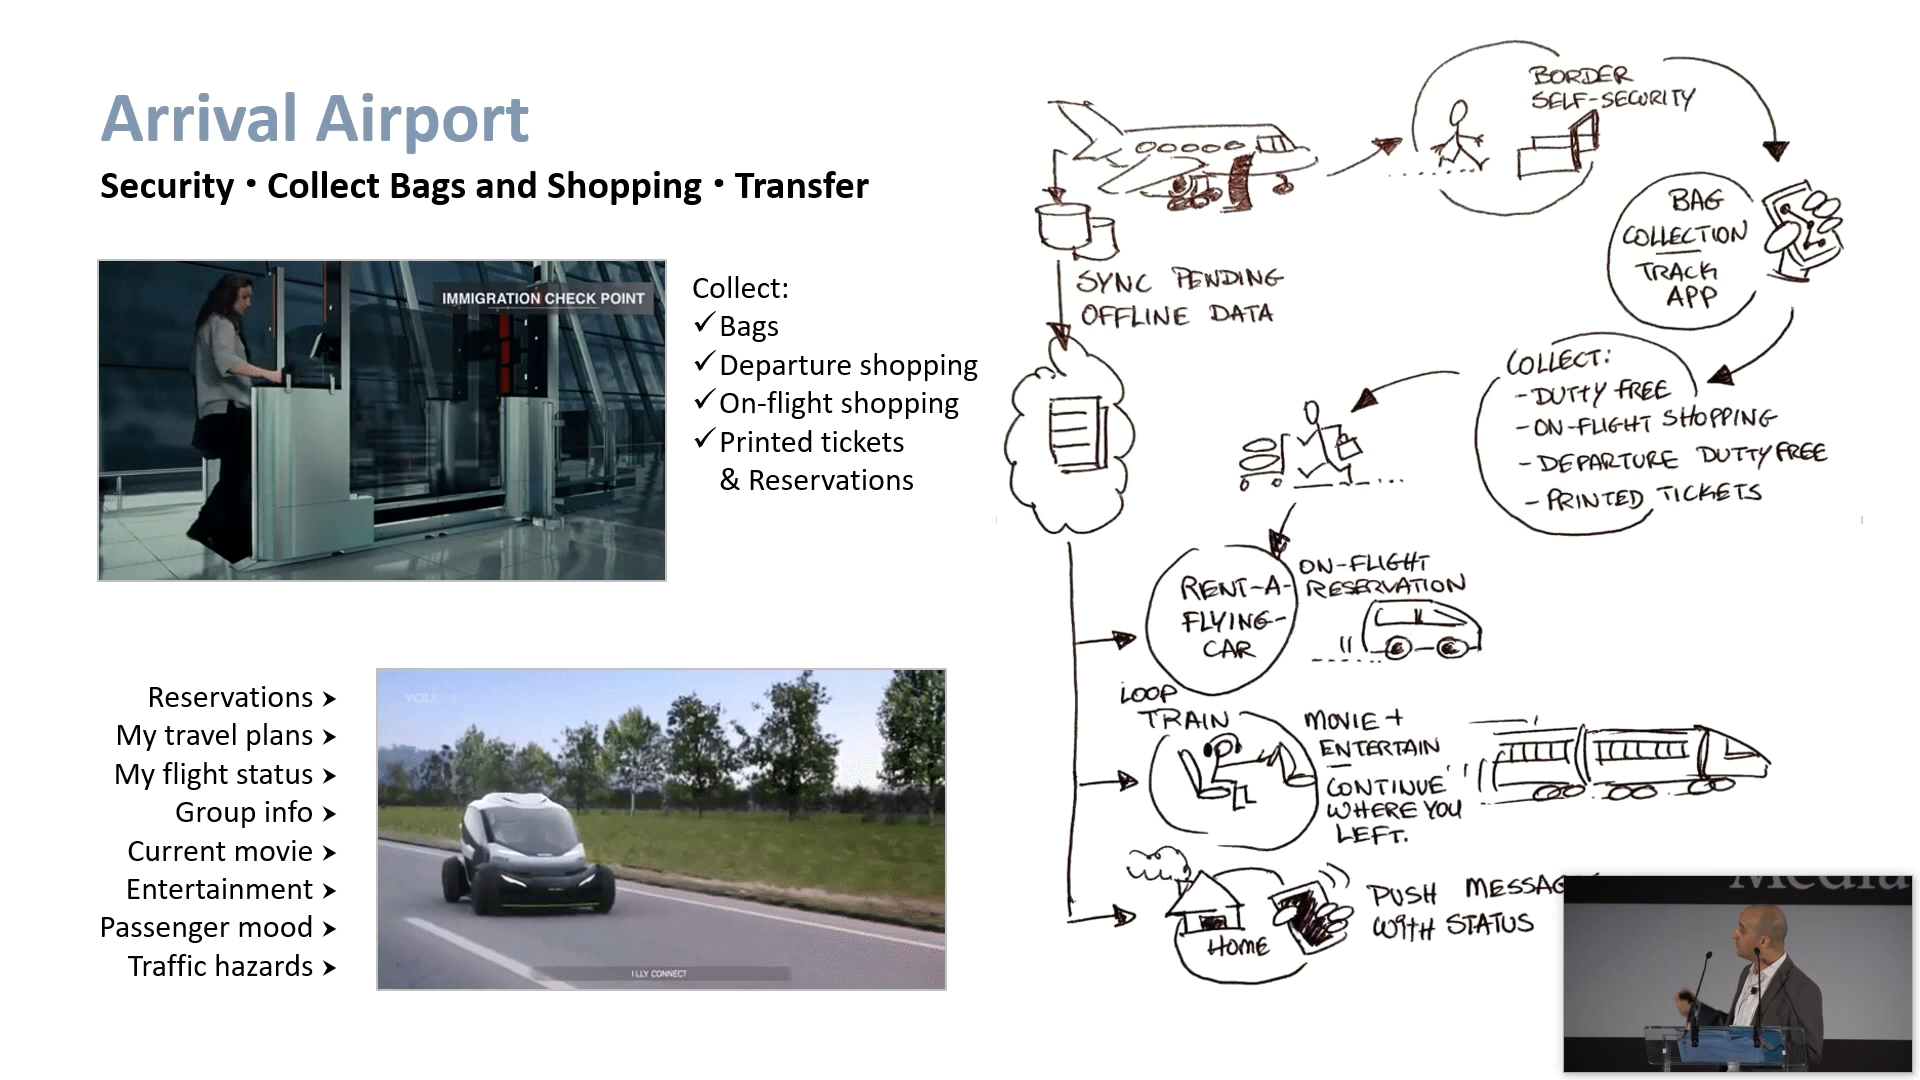 Arrival Airport
Security • Collect Bags and Shopping • Transfer
IMMIGRATION CHECK POINT
Collect:
✓Bags
✓Departure shopping
✓On-flight shopping
✓Printed tickets
& Reservations
Reservations ➤
My travel plans ➤
My flight status ➤
Group info ➤
Current movie ➤
Entertainment ➤
Passenger mood ➤
Traffic hazards ➤
BORDER
SELF-SECURITY
BAG
COLLECTION
TRACK
APP
SYNC PENDING
OFFLINE DATA
COLLECT:
- DUTTY FREE
- ON-FLIGHT SHOPPING
- DEPARTURE DUTTY FREE
- PRINTED TICKETS
RENT-A-
FLYING-
CAR
ON-FLIGHT
RESERVATION
LOOP
TRAIN
MOVIE +
ENTERTAIN
CONTINUE
WHERE YOU
LEFT.
HOME
PUSH MESSAG
WITH STATUS
Media